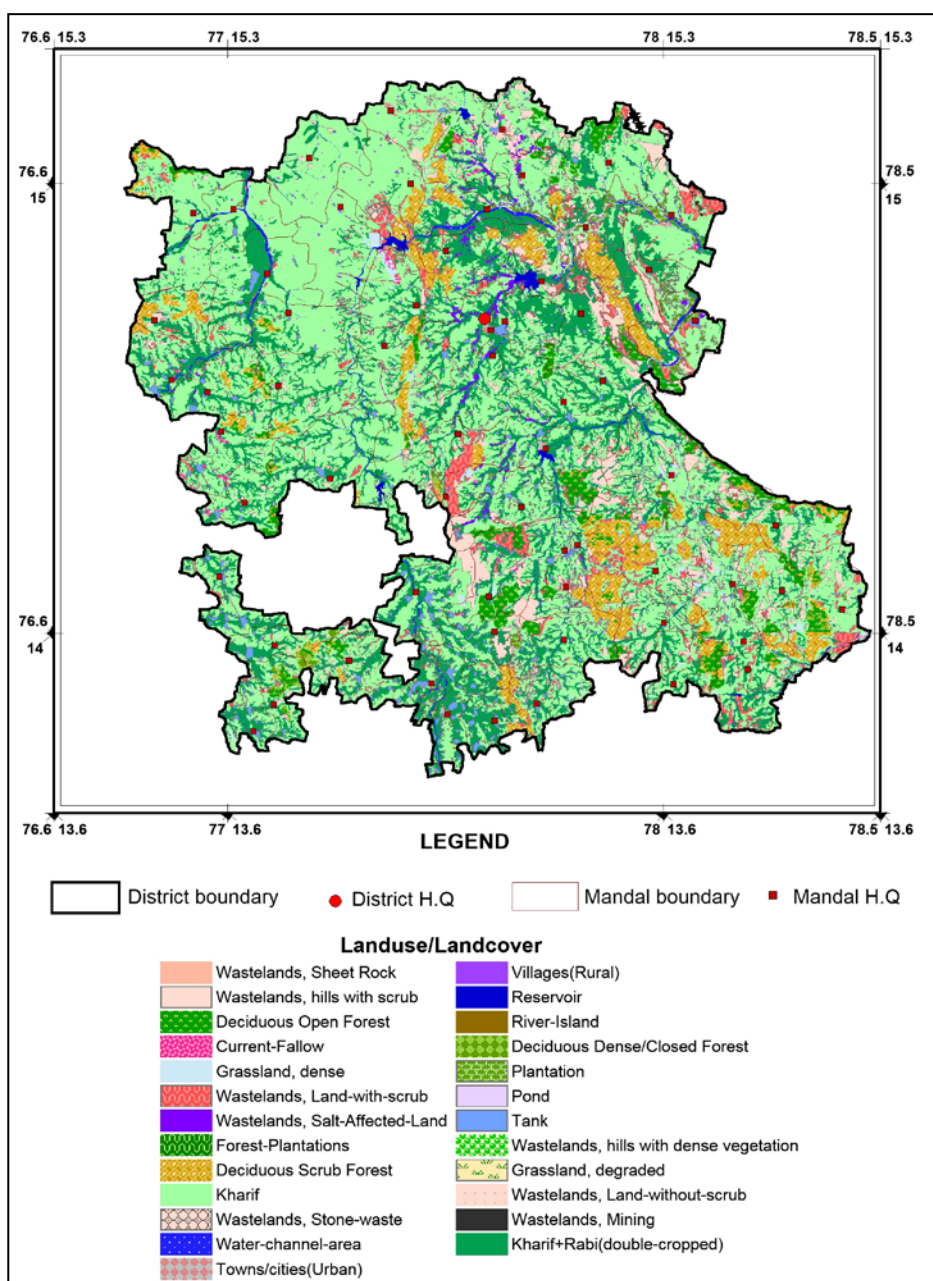 76.6 15.3
77 15.3
78 15.3
78.5 15.3
76.6
15
78.5
15
76.6
14
78.5
14
76.6 13.6
77 13.6
78 13.6
78.5 13.6
LEGEND
District boundary
District H.Q
Mandal boundary
Mandal H.Q
Landuse/Landcover
Wastelands, Sheet Rock
Wastelands, hills with scrub
Deciduous Open Forest
Current-Fallow
Grassland, dense
Wastelands, Land-with-scrub
Wastelands, Salt-Affected-Land
Forest-Plantations
Deciduous Scrub Forest
Kharif
Wastelands, Stone-waste
Water-channel-area
Towns/cities(Urban)
Villages(Rural)
Reservoir
River-Island
Deciduous Dense/Closed Forest
Plantation
Pond
Tank
Wastelands, hills with dense vegetation
Grassland, degraded
Wastelands, Land-without-scrub
Wastelands, Mining
Kharif+Rabi(double-cropped)